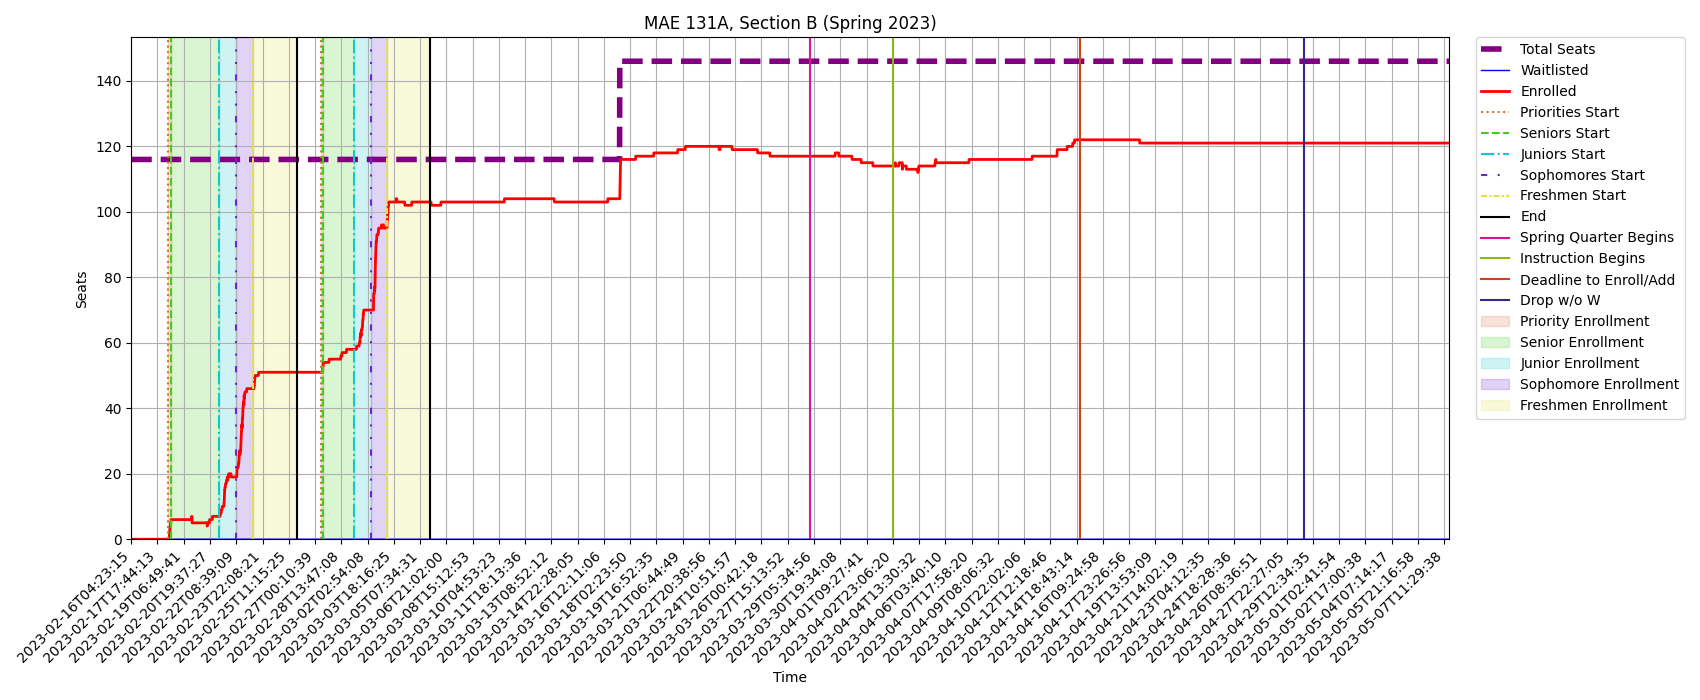 MAE 131A, Section B (Spring 2023)
Seats
140
120
100
80
60
40
20
0
2023-02-16T04:23:15
2023-02-17T17:44:13
2023-02-19T06:49:41
2023-02-20T19:37:27
2023-02-22T08:39:09
2023-02-23T22:08:21
2023-02-25T11:15:25
2023-02-27T00:10:39
2023-02-28T13:47:08
2023-03-02T02:54:08
2023-03-03T18:16:25
2023-03-05T07:34:31
2023-03-06T21:02:00
2023-03-08T15:12:53
2023-03-10T04:53:23
2023-03-11T18:13:36
2023-03-13T08:52:12
2023-03-14T22:28:05
2023-03-16T12:11:06
2023-03-18T02:23:50
2023-03-19T16:52:35
2023-03-21T06:44:49
2023-03-22T20:38:56
2023-03-24T10:51:57
2023-03-26T00:42:18
2023-03-27T15:13:52
2023-03-29T05:34:56
2023-03-30T19:34:08
2023-04-01T09:27:41
2023-04-02T23:06:20
2023-04-04T13:30:32
2023-04-06T03:40:10
2023-04-07T17:58:20
2023-04-09T08:06:32
2023-04-10T22:02:06
2023-04-12T12:18:46
2023-04-14T18:43:14
2023-04-16T09:24:58
2023-04-17T23:26:56
2023-04-19T13:53:09
2023-04-21T14:02:19
2023-04-23T04:12:35
2023-04-24T18:28:36
2023-04-26T08:36:51
2023-04-27T22:27:05
2023-04-29T12:34:35
2023-05-01T02:41:54
2023-05-02T17:00:38
2023-05-04T07:14:17
2023-05-05T21:16:58
2023-05-07T11:29:38
Time
Total Seats
Waitlisted
Enrolled
Priorities Start
Seniors Start
Juniors Start
Sophomores Start
Freshmen Start
End
Spring Quarter Begins
Instruction Begins
Deadline to Enroll/Add
Drop w/o W
Priority Enrollment
Senior Enrollment
Junior Enrollment
Sophomore Enrollment
Freshmen Enrollment